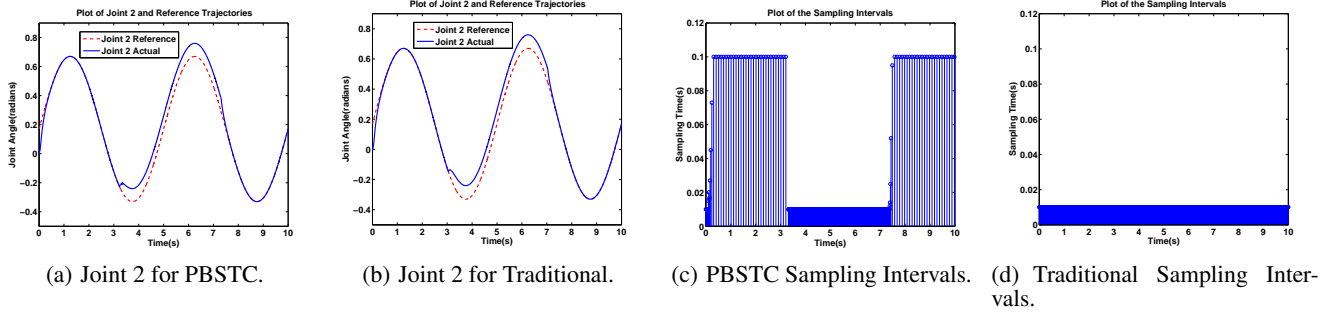 Plot of Joint 2 and Reference Trajectories
Joint 2 Reference
Joint 2 Actual
Joint Angle(radians)
0.8
0.6
0.4
0.2
0
−0.2
−0.4
0 1 2 3 4 5 6 7 8 9 10
Time(s)
(a) Joint 2 for PBSTC.
Plot of Joint 2 and Reference Trajectories
Joint 2 Reference
Joint 2 Actual
Joint Angle(radians)
0.8
0.6
0.4
0.2
0
−0.2
−0.4
0 1 2 3 4 5 6 7 8 9 10
Time(s)
(b) Joint 2 for Traditional.
Plot of the Sampling Intervals
Sampling Time(s)
0.12
0.1
0.08
0.06
0.04
0.02
0
0 1 2 3 4 5 6 7 8 9 10
Time(s)
(c) PBSTC Sampling Intervals.
Plot of the Sampling Intervals
Sampling Time(s)
0.12
0.1
0.08
0.06
0.04
0.02
0
0 1 2 3 4 5 6 7 8 9 10
Time(s)
(d) Traditional Sampling Inter-
vals.